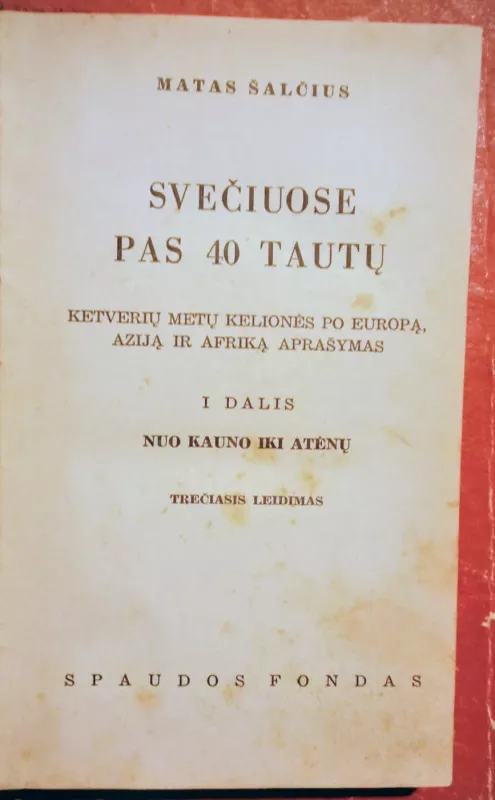 MATAS ŠALČIUS
SVEČIUOSE
PAS 40 TAUTŲ
KETVERIŲ METŲ KELIONĖS PO EUROPĄ,
AZIJĄ IR AFRIKĄ APRAŠYMAS
I DALIS
NUO KAUNO IKI ATĖNŲ
TREČIASIS LEIDIMAS
SPAUDOS FONDAS